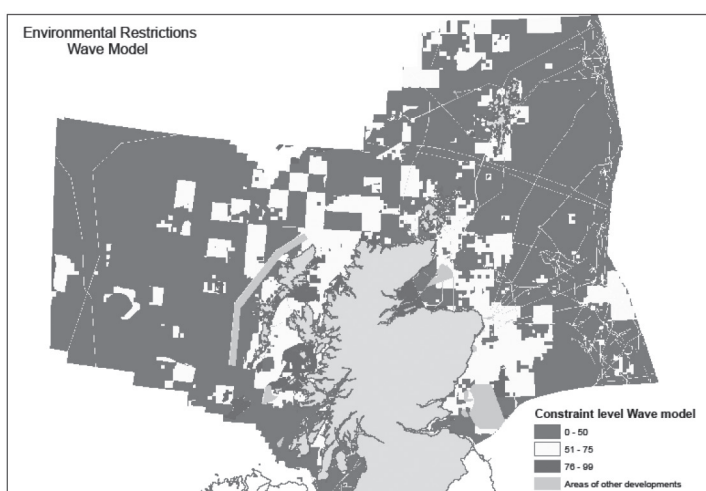 Environmental Restrictions
Wave Model
Constraint level Wave model
0 - 50
51 - 75
76 - 99
Areas of other developments